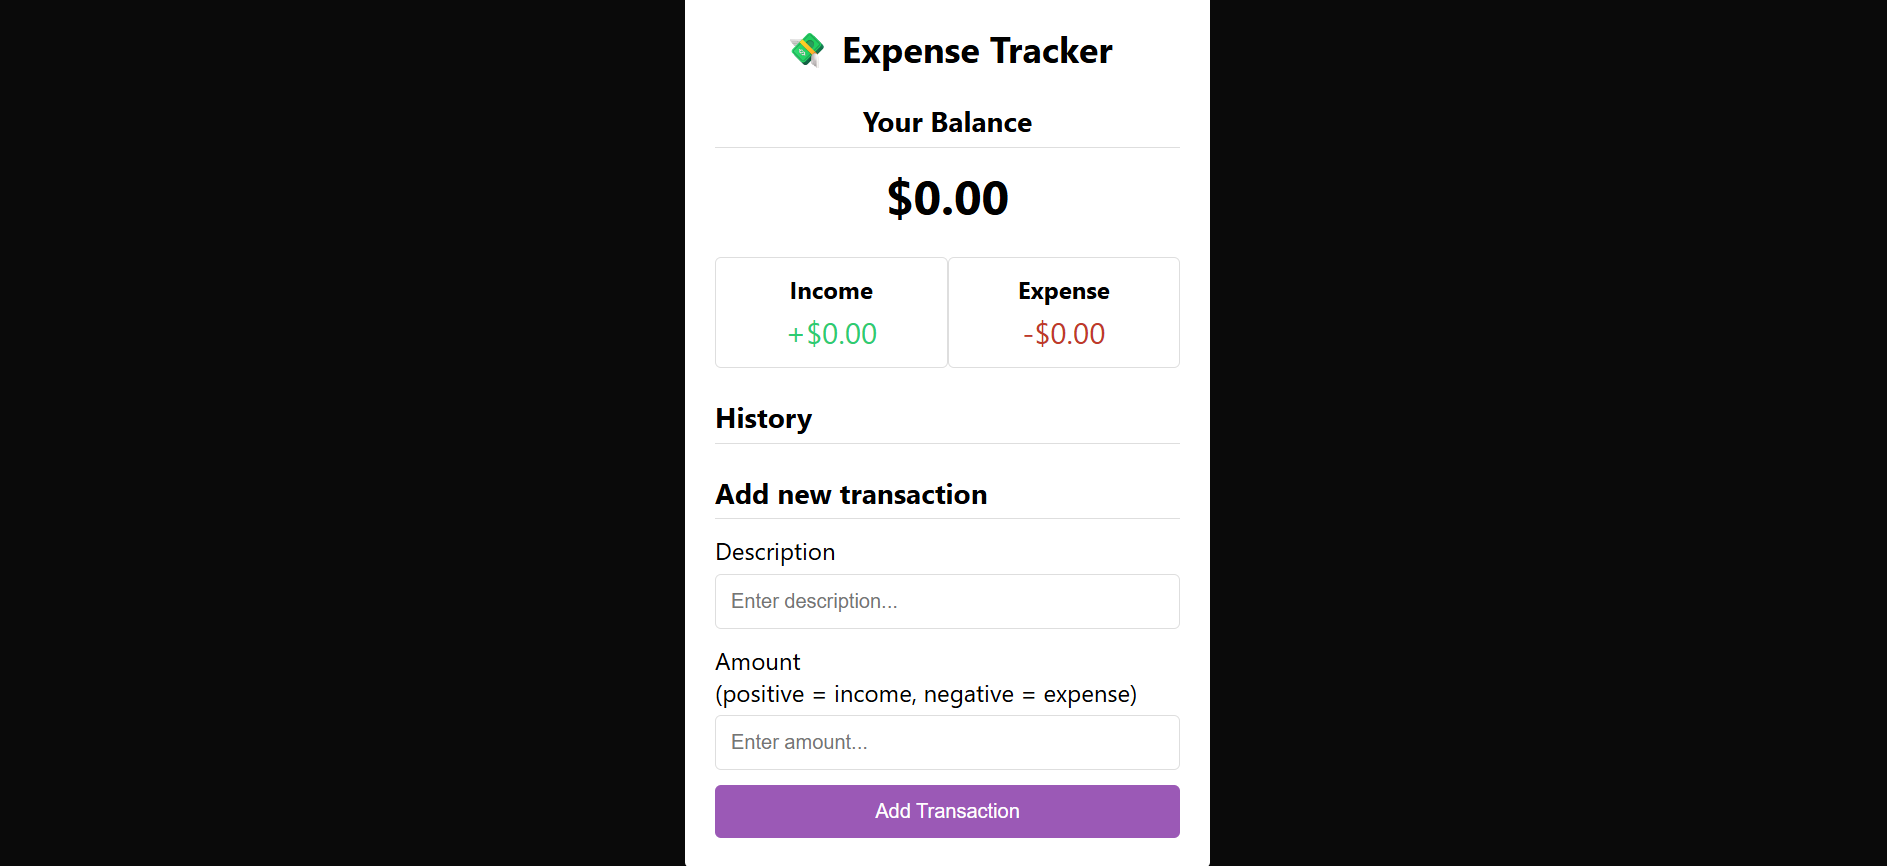 Expense Tracker
Your Balance
$0.00
Income
Expense
+$0.00
-$0.00
History
Add new transaction
Description
Enter description...
Amount
(positive = income, negative = expense)
Enter amount...
Add Transaction